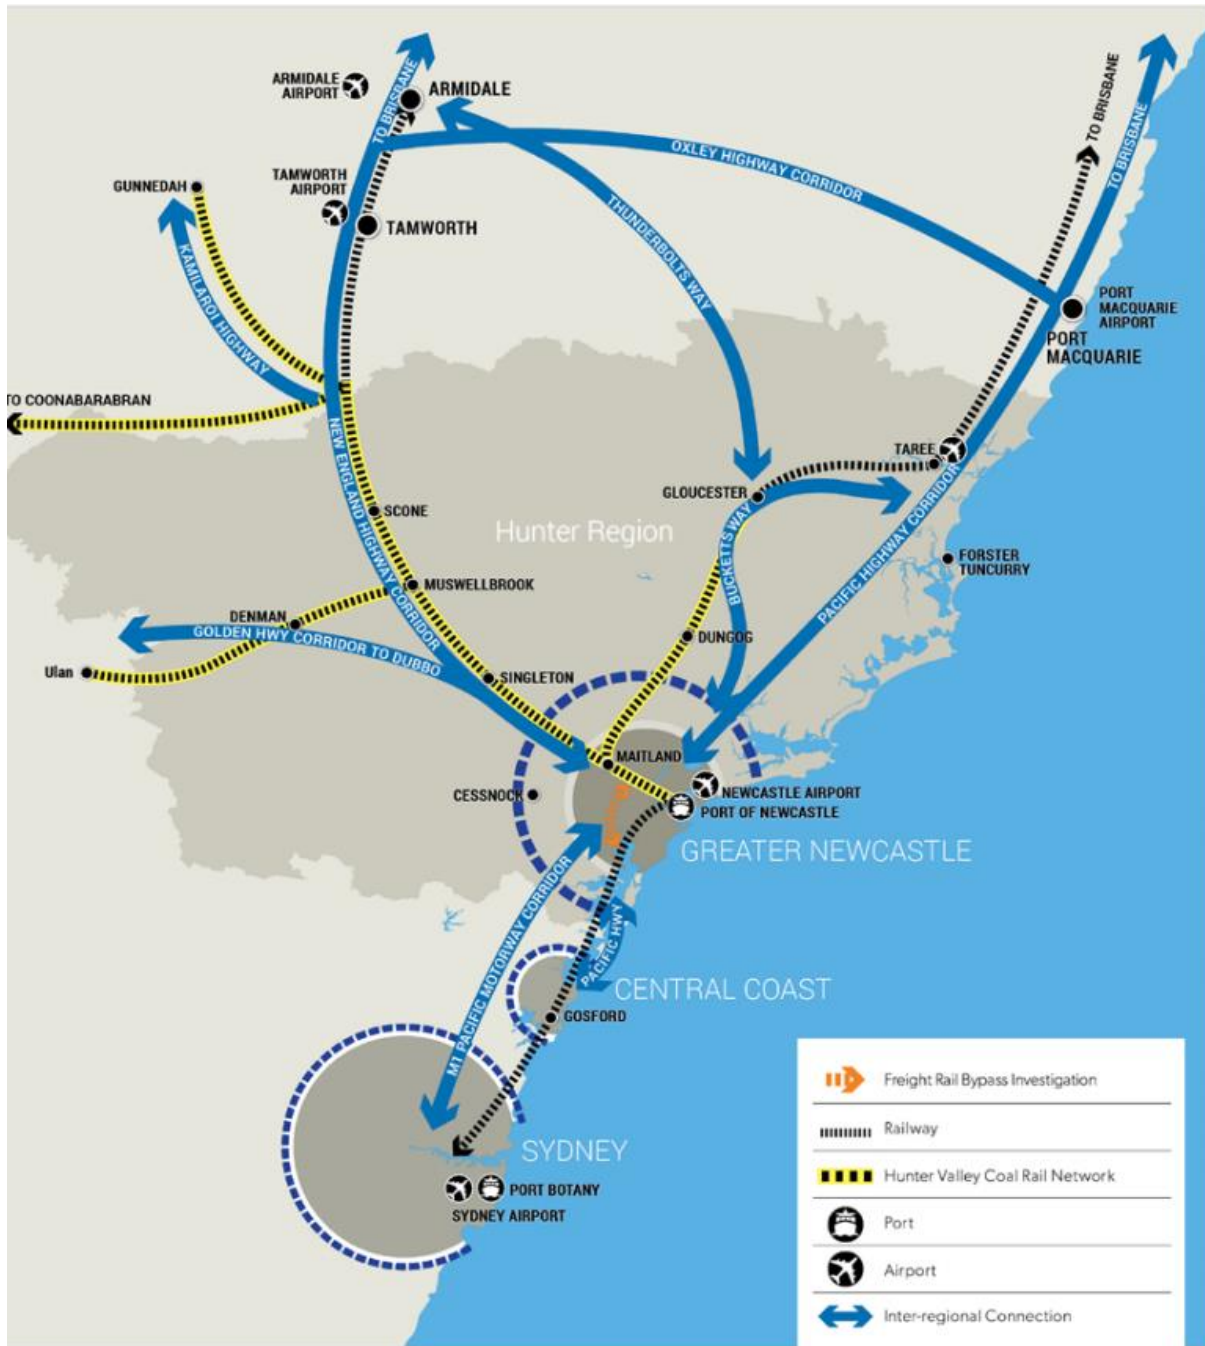 TO BRISBANE
ARMIDALE
AIRPORT
ARMIDALE
TO BRISBANE
TO BRISBANE
OXLEY HIGHWAY CORRIDOR
TAMWORTH
AIRPORT
GUNNEDAH
TAMWORTH
THUNDERBOLTS WAY
KAMILAROI HIGHWAY
PORT
MACQUARIE
AIRPORT
PORT
MACQUARIE
TO COONABARABRAN
NEW ENGLAND HIGHWAY CORRIDOR
TAREE
GLOUCESTER
SCONE
Hunter Region
BUCKETTS WAY
PACIFIC HIGHWAY CORRIDOR
FORSTER
TUNCURRY
MUSWELLBROOK
DENMAN
GOLDEN HWY CORRIDOR TO DUBBO
DUNGOG
Ulan
SINGLETON
MAITLAND
CESSNOCK
NEWCASTLE AIRPORT
PORT OF NEWCASTLE
GREATER NEWCASTLE
M1 PACIFIC MOTORWAY CORRIDOR
PACIFIC HWY
CENTRAL COAST
GOSFORD
SYDNEY
PORT BOTANY
SYDNEY AIRPORT
Freight Rail Bypass Investigation
Railway
Hunter Valley Coal Rail Network
Port
Airport
Inter-regional Connection